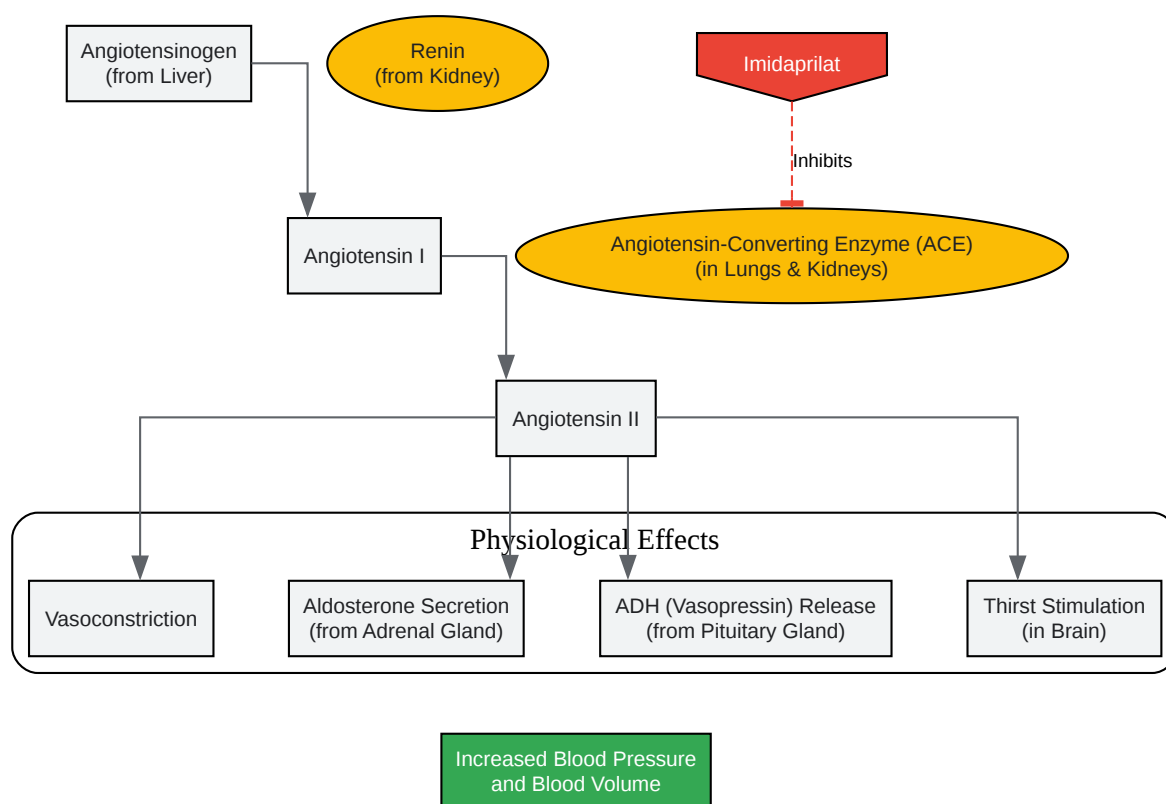 Angiotensinogen
(from Liver)
Renin
(from Kidney)
Imidaprilat
Inhibits
Angiotensin I
Angiotensin-Converting Enzyme (ACE)
(in Lungs & Kidneys)
Angiotensin II
Physiological Effects
Vasoconstriction
Aldosterone Secretion
(from Adrenal Gland)
ADH (Vasopressin) Release
(from Pituitary Gland)
Thirst Stimulation
(in Brain)
Increased Blood Pressure
and Blood Volume